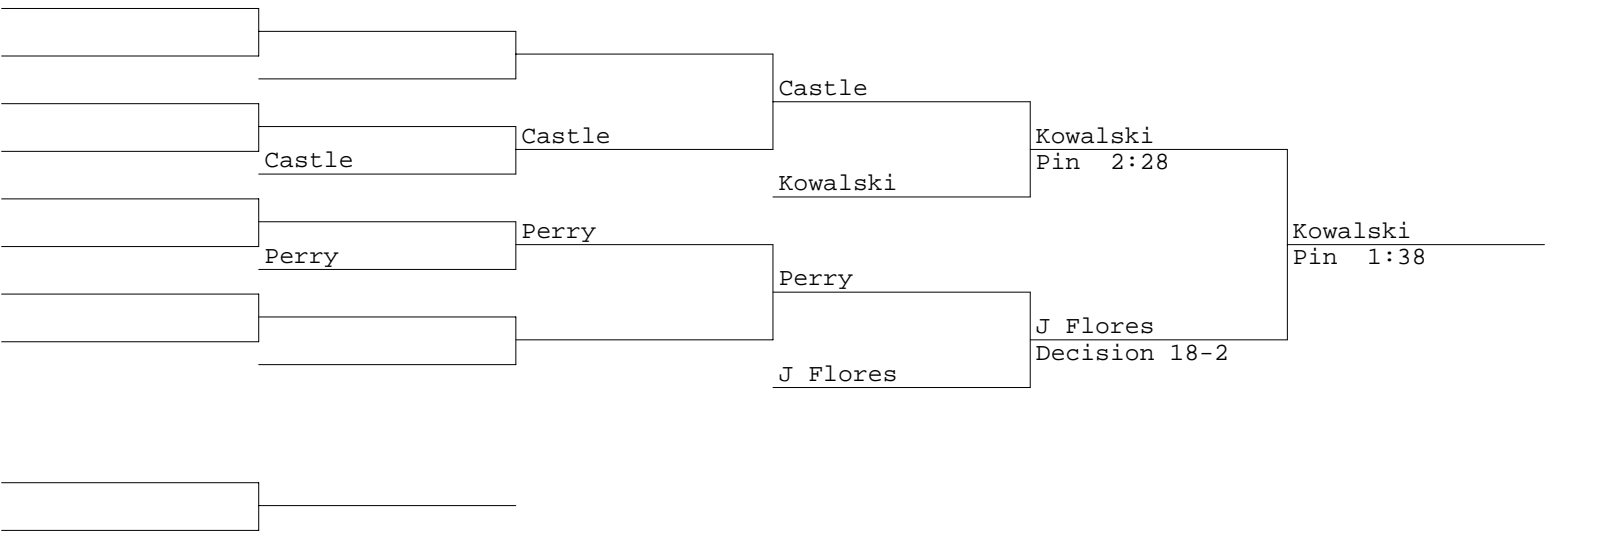 Castle
Castle
Kowalski
Castle
Pin  2:28
Kowalski
Perry
Kowalski
Perry
Pin  1:38
Perry
J Flores
Decision 18-2
J Flores